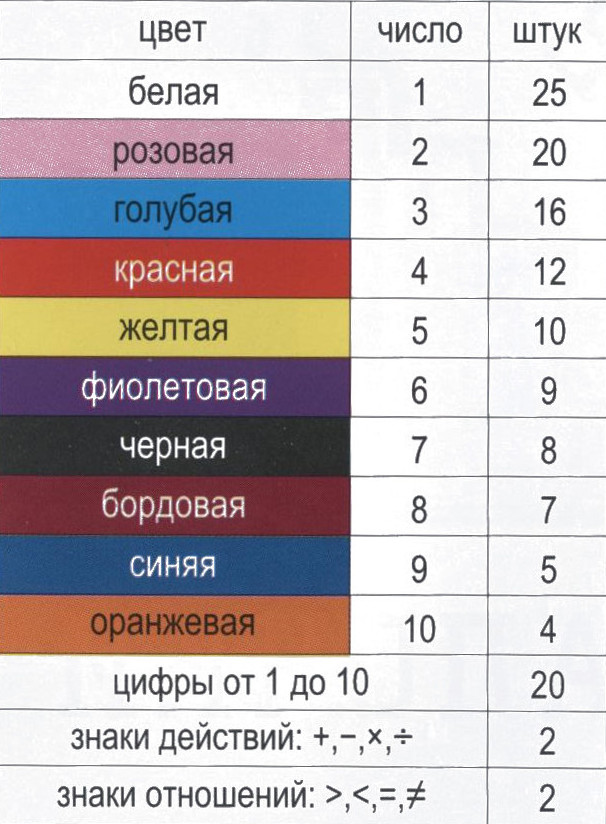 цвет число штук
белая 1 25
розовая 2 20
голубая 3 16
красная 4 12
желтая 5 10
фиолетовая 6 9
черная 7 8
бордовая 8 7
синяя 9 5
оранжевая 10 4
цифры от 1 до 10 20
знаки действий: +,−,×,÷ 2
знаки отношений: >,<,=,≠ 2